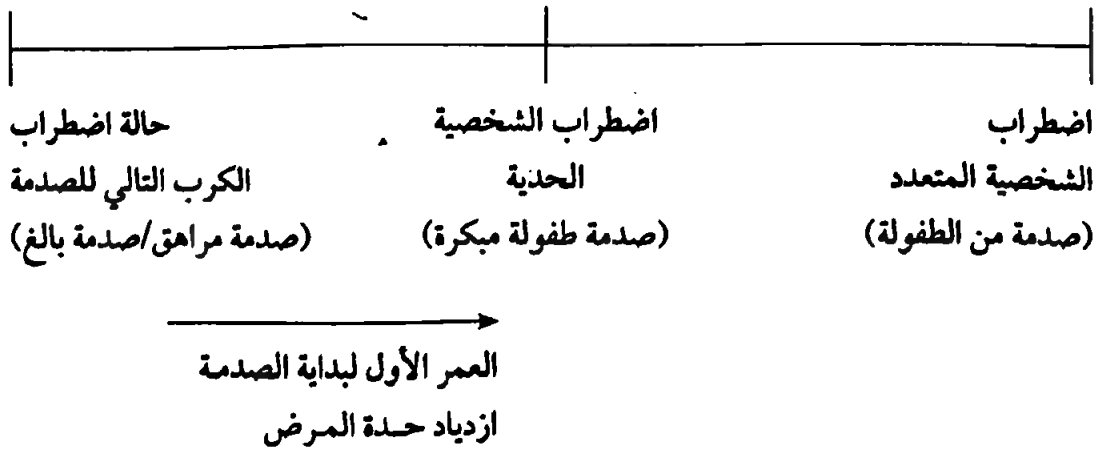 اضطراب
الشخصية المتعدد
(صدمة من الطفولة)
اضطراب الشخصية
الحدية
(صدمة طفولة مبكرة)
حالة اضطراب
الكرب التالي للصدمة
(صدمة مراهق/صدمة بالغ)
العمر الأول لبداية الصدمة
ازدياد حدة المرض